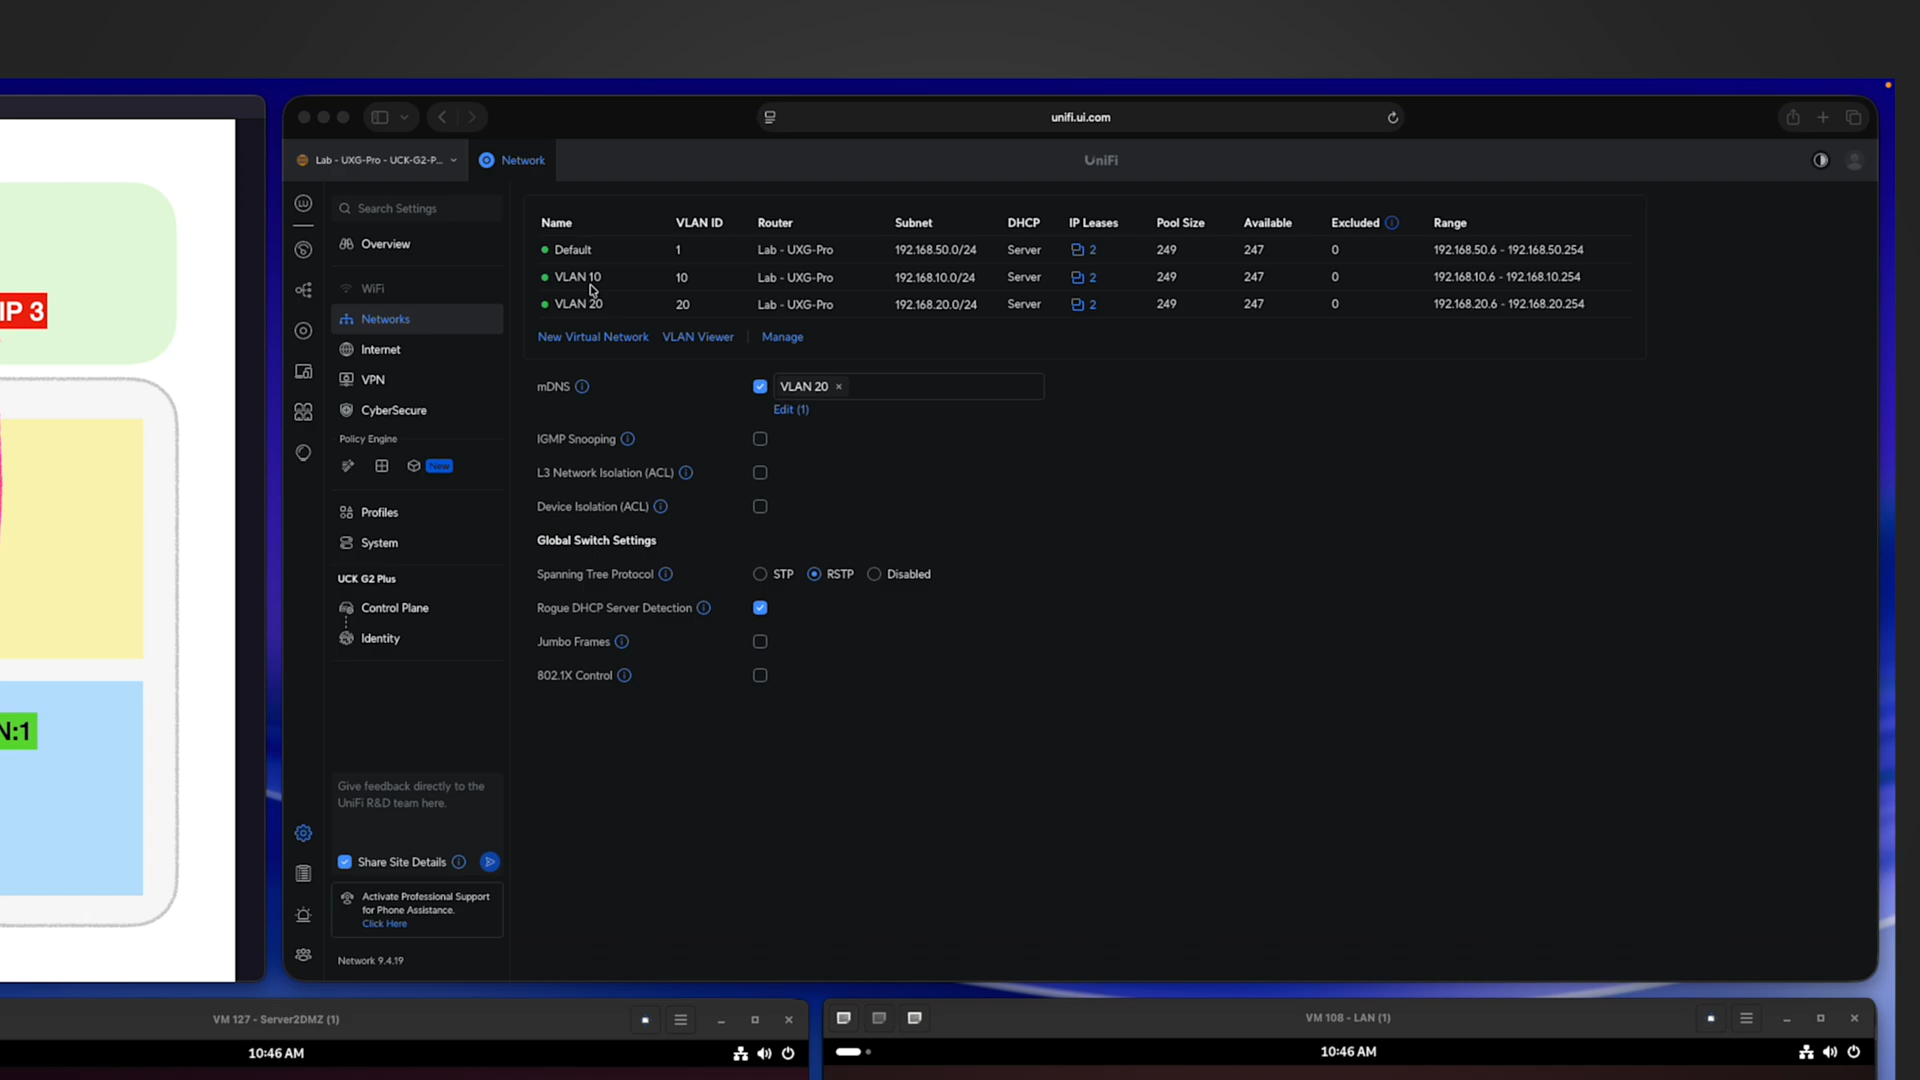 unifi.ui.com
Lab - UXG-Pro - UCK-G2-P...
Network
UniFi
IP 3
N:1
Search Settings
Overview
WiFi
Networks
Internet
VPN
CyberSecure
Policy Engine
New
Profiles
System
UCK G2 Plus
Control Plane
Identity
Give feedback directly to the
UniFi R&D team here.
Share Site Details
Activate Professional Support
for Phone Assistance.
Click Here
Network 9.4.19
Name VLAN ID Router Subnet DHCP IP Leases Pool Size Available Excluded Range
Default 1 Lab - UXG-Pro 192.168.50.0/24 Server 2 249 247 0 192.168.50.6 - 192.168.50.254
VLAN 10 10 Lab - UXG-Pro 192.168.10.0/24 Server 2 249 247 0 192.168.10.6 - 192.168.10.254
VLAN 20 20 Lab - UXG-Pro 192.168.20.0/24 Server 2 249 247 0 192.168.20.6 - 192.168.20.254
New Virtual Network VLAN Viewer | Manage
mDNS VLAN 20 ×
Edit (1)
IGMP Snooping
L3 Network Isolation (ACL)
Device Isolation (ACL)
Global Switch Settings
Spanning Tree Protocol STP RSTP Disabled
Rogue DHCP Server Detection
Jumbo Frames
802.1X Control
VM 127 - Server2DMZ (1)
10:46 AM
VM 108 - LAN (1)
10:46 AM